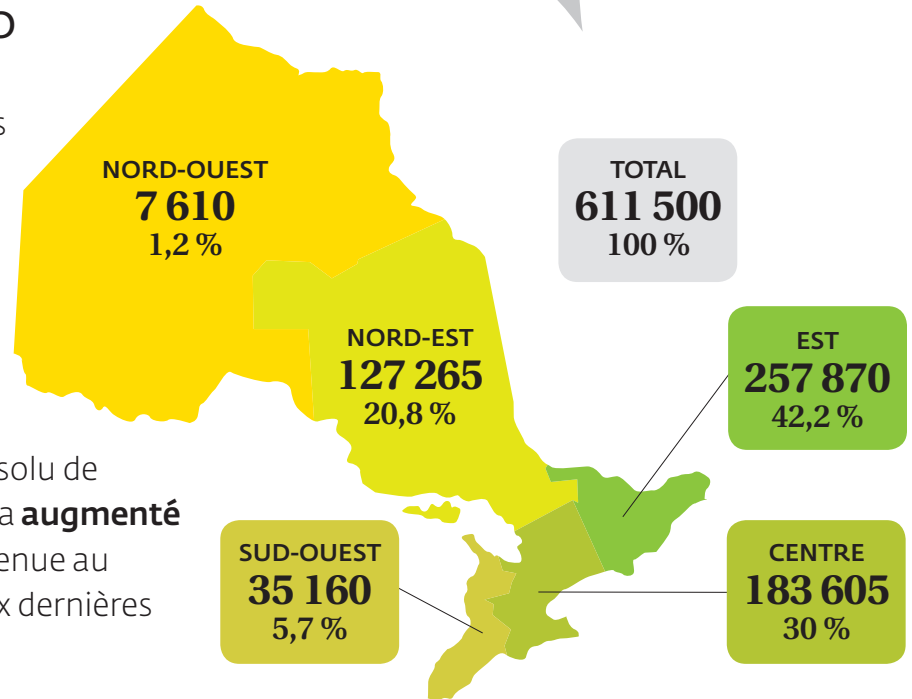 NORD-OUEST
7 610
1,2 %
TOTAL
611 500
100 %
NORD-EST
127 265
20,8 %
EST
257 870
42,2 %
solu de
a augmenté
enue au
x dernières
SUD-OUEST
35 160
5,7 %
CENTRE
183 605
30 %